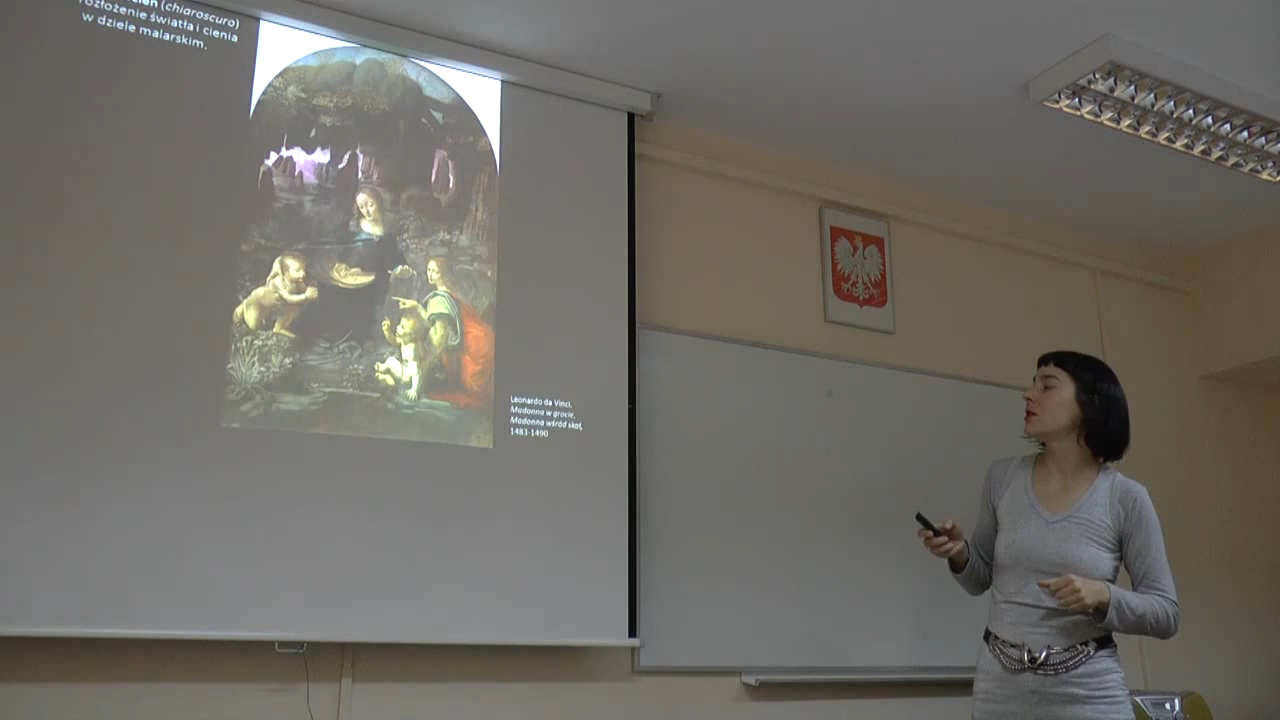 (chiaroscuro)
rozłożenie światła i cienia
w dziele malarskim.
Leonardo da Vinci,
Madonna w grocie,
Madonna wśród skał,
1483-1490